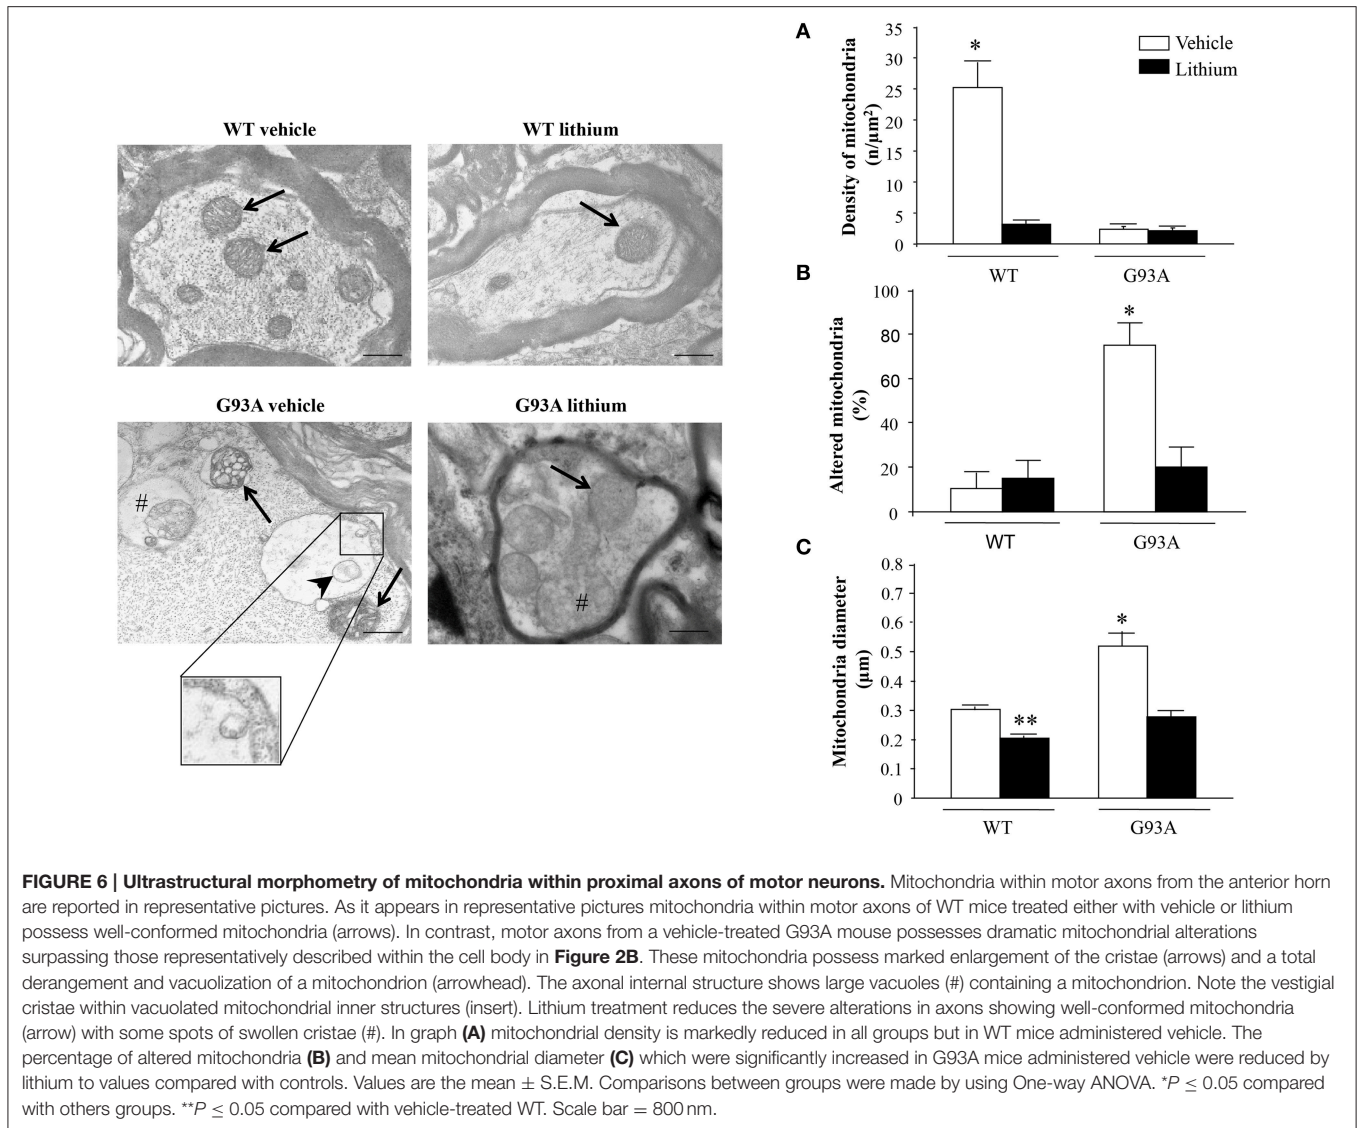 WT vehicle
WT lithium
G93A vehicle
#
G93A lithium
#
A
Density of mitochondria
(n/μm²)
35
30
25
20
15
10
5
0
*
Vehicle
Lithium
WT
G93A
B
Altered mitochondria
(%)
100
80
60
40
20
0
*
WT
G93A
C
Mitochondria diameter
(μm)
0.8
0.7
0.6
0.5
0.4
0.3
0.2
0.1
0
**
*
WT
G93A
FIGURE 6 | Ultrastructural morphometry of mitochondria within proximal axons of motor neurons. Mitochondria within motor axons from the anterior horn
are reported in representative pictures. As it appears in representative pictures mitochondria within motor axons of WT mice treated either with vehicle or lithium
possess well-conformed mitochondria (arrows). In contrast, motor axons from a vehicle-treated G93A mouse possesses dramatic mitochondrial alterations
surpassing those representatively described within the cell body in Figure 2B. These mitochondria possess marked enlargement of the cristae (arrows) and a total
derangement and vacuolization of a mitochondrion (arrowhead). The axonal internal structure shows large vacuoles (#) containing a mitochondrion. Note the vestigial
cristae within vacuolated mitochondrial inner structures (insert). Lithium treatment reduces the severe alterations in axons showing well-conformed mitochondria
(arrow) with some spots of swollen cristae (#). In graph (A) mitochondrial density is markedly reduced in all groups but in WT mice administered vehicle. The
percentage of altered mitochondria (B) and mean mitochondrial diameter (C) which were significantly increased in G93A mice administered vehicle were reduced by
lithium to values compared with controls. Values are the mean ± S.E.M. Comparisons between groups were made by using One-way ANOVA. *P ≤ 0.05 compared
with others groups. **P ≤ 0.05 compared with vehicle-treated WT. Scale bar = 800 nm.